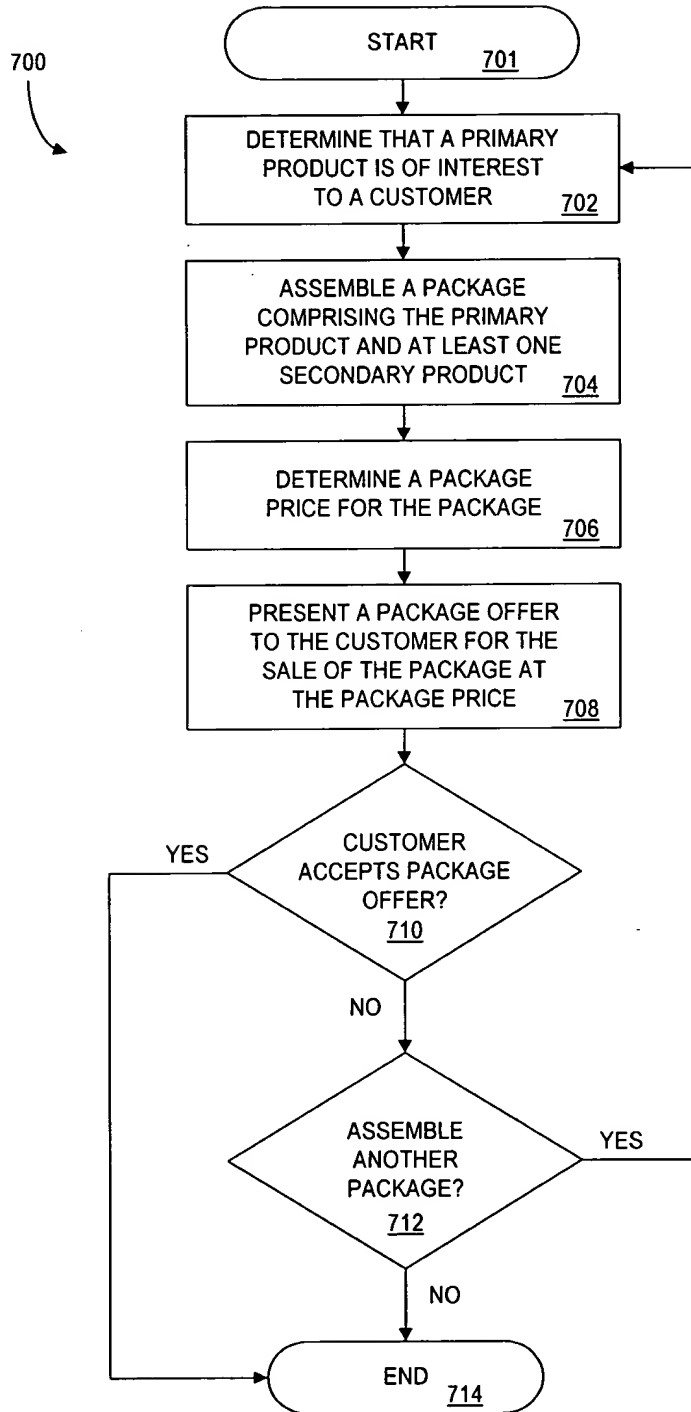 START
701
700
DETERMINE THAT A PRIMARY
PRODUCT IS OF INTEREST
TO A CUSTOMER
702
ASSEMBLE A PACKAGE
COMPRISING THE PRIMARY
PRODUCT AND AT LEAST ONE
SECONDARY PRODUCT
704
DETERMINE A PACKAGE
PRICE FOR THE PACKAGE
706
PRESENT A PACKAGE OFFER
TO THE CUSTOMER FOR THE
SALE OF THE PACKAGE AT
THE PACKAGE PRICE
708
YES
CUSTOMER
ACCEPTS PACKAGE
OFFER?
710
NO
ASSEMBLE
ANOTHER
PACKAGE?
712
YES
NO
END
714